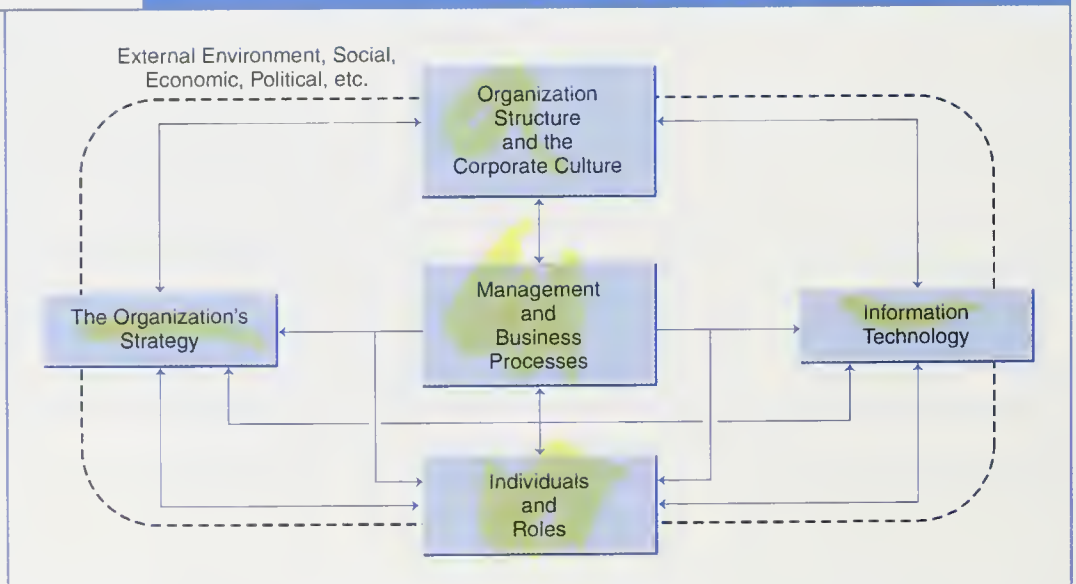 External Environment, Social,
Economic, Political, etc.
Organization
Structure
and the
Corporate Culture
The Organization's
Strategy
Management
and
Business
Processes
Information
Technology
Individuals
and
Roles